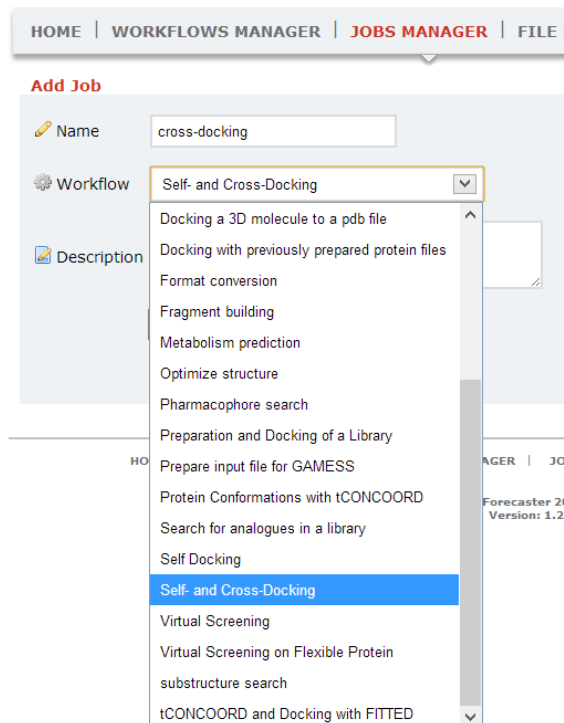 HOME | WORKFLOWS MANAGER | JOBS MANAGER | FILE
Add Job
Name cross-docking
Workflow Self- and Cross-Docking
Description
Docking a 3D molecule to a pdb file
Docking with previously prepared protein files
Format conversion
Fragment building
Metabolism prediction
Optimize structure
Pharmacophore search
Preparation and Docking of a Library
Prepare input file for GAMESS
Protein Conformations with tCONCOORD
Search for analogues in a library
Self Docking
Self- and Cross-Docking
Virtual Screening
Virtual Screening on Flexible Protein
substructure search
tCONCOORD and Docking with FITTED
HO
AGER | JO
Forecaster 20
Version: 1.2